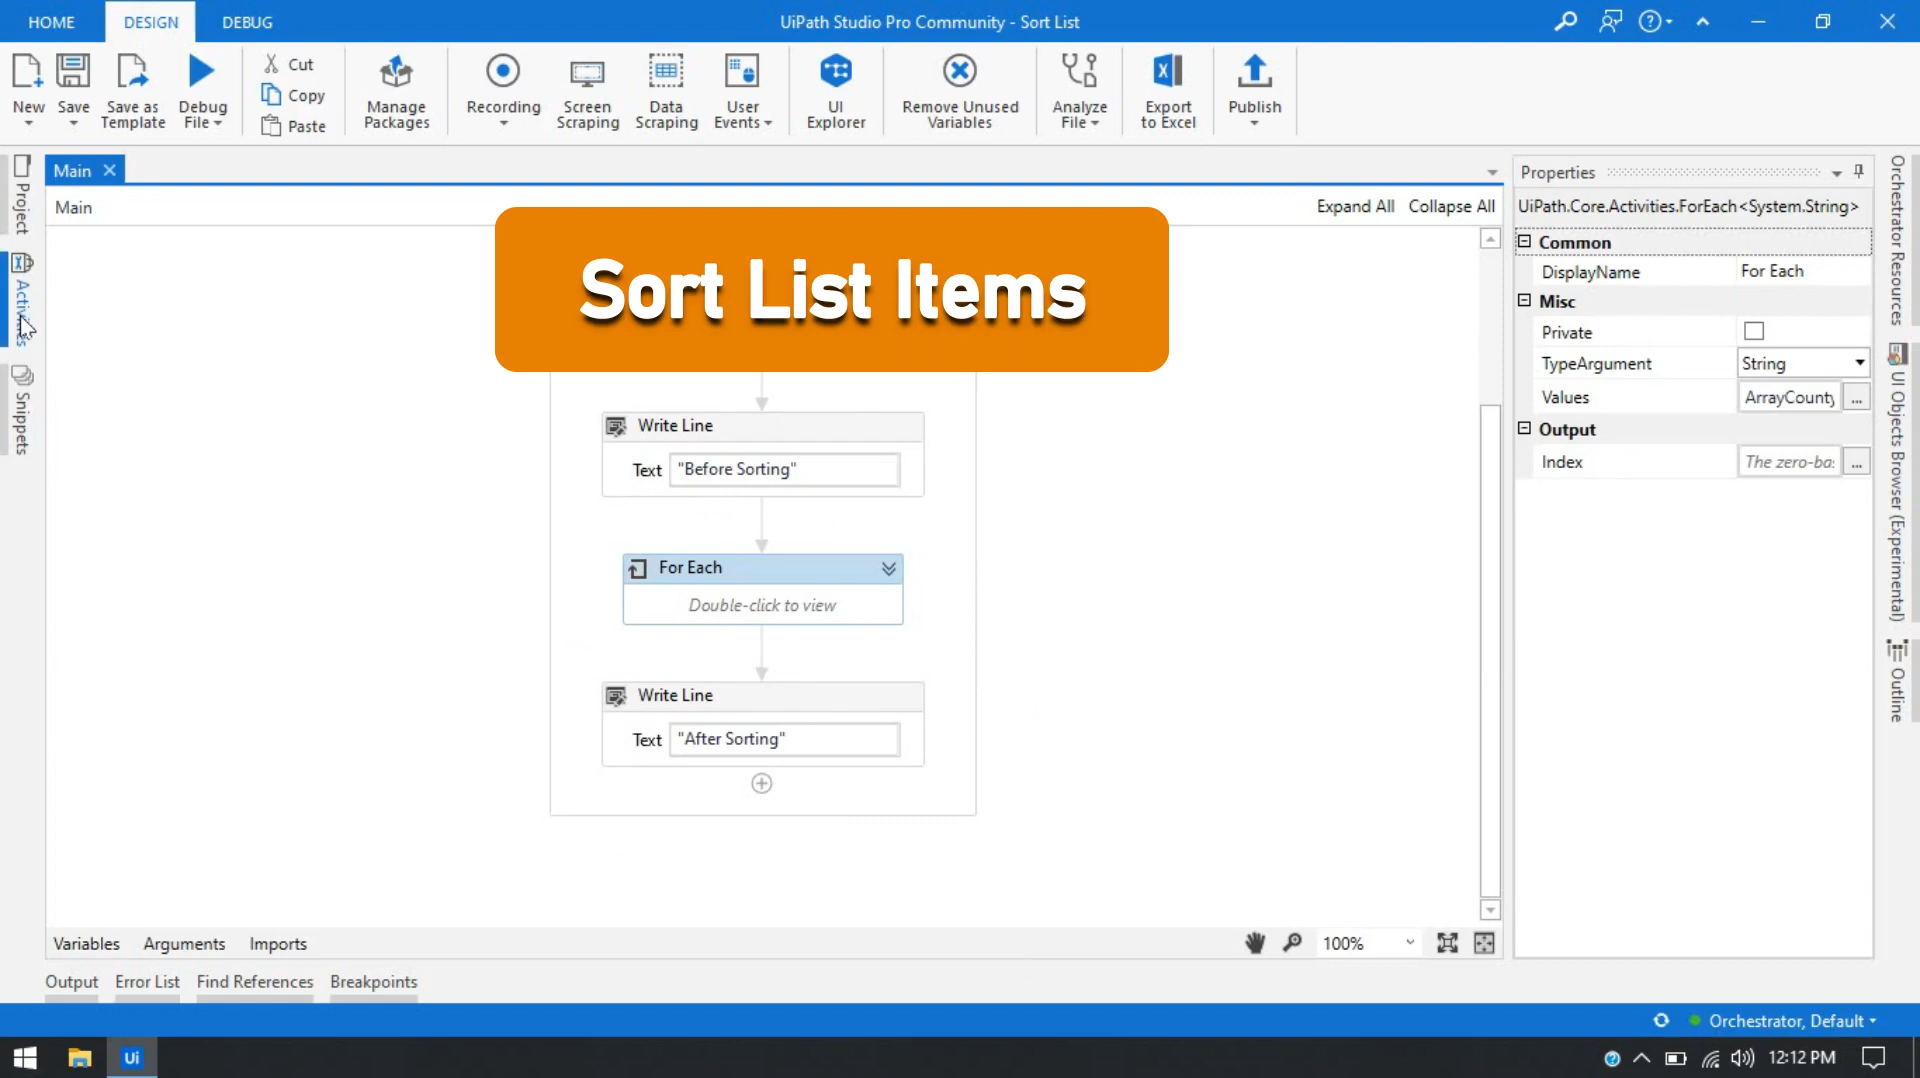 HOME DESIGN DEBUG UiPath Studio Pro Community - Sort List
New Save Save as Template Debug File Cut Copy Paste Manage Packages Recording Screen Scraping Data Scraping User Events UI Explorer Remove Unused Variables Analyze File Export to Excel Publish
Project
Activities
Snippets
Main
Main Expand All Collapse All
Sort List Items
Write Line
Text "Before Sorting"
For Each
Double-click to view
Write Line
Text "After Sorting"
Variables Arguments Imports 100%
Output Error List Find References Breakpoints
Properties
UiPath.Core.Activities.ForEach<System.String>
Common
DisplayName For Each
Misc
Private
TypeArgument String
Values ArrayCounty ...
Output
Index The zero-ba: ...
Orchestrator Resources
UI Objects Browser (Experimental)
Outline
Orchestrator, Default
Ui 12:12 PM